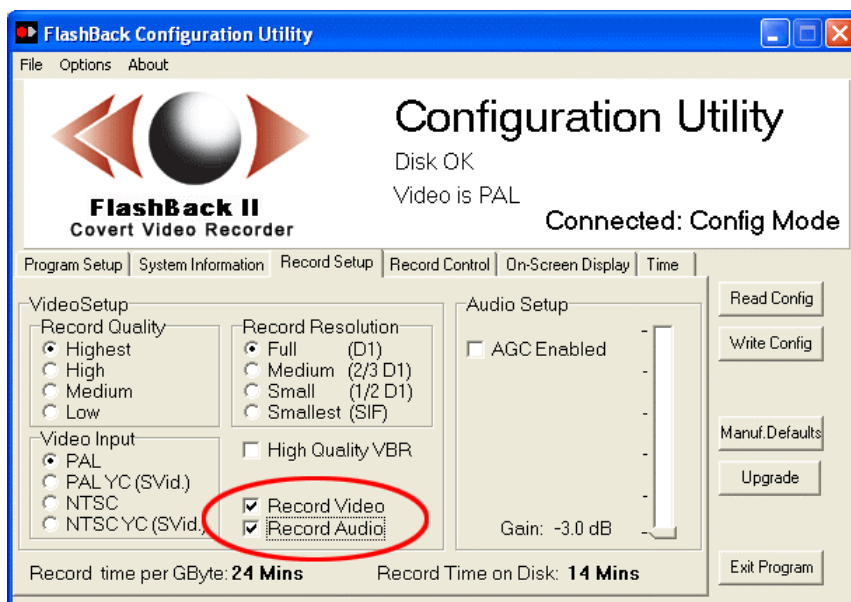 FlashBack Configuration Utility
File Options About
Configuration Utility
Disk OK
Video is PAL
FlashBack II
Covert Video Recorder
Connected: Config Mode
Program Setup System Information Record Setup Record Control On-Screen Display Time
VideoSetup
Record Quality
Highest
High
Medium
Low
Record Resolution
Full (D1)
Medium (2/3 D1)
Small (1/2 D1)
Smallest (SIF)
Video Input
PAL
PAL YC (SVid.)
NTSC
NTSC YC (SVid.)
High Quality VBR
Record Video
Record Audio
Audio Setup
AGC Enabled
Gain: -3.0 dB
Read Config
Write Config
Manuf.Defaults
Upgrade
Exit Program
Record time per GByte: 24 Mins Record Time on Disk: 14 Mins